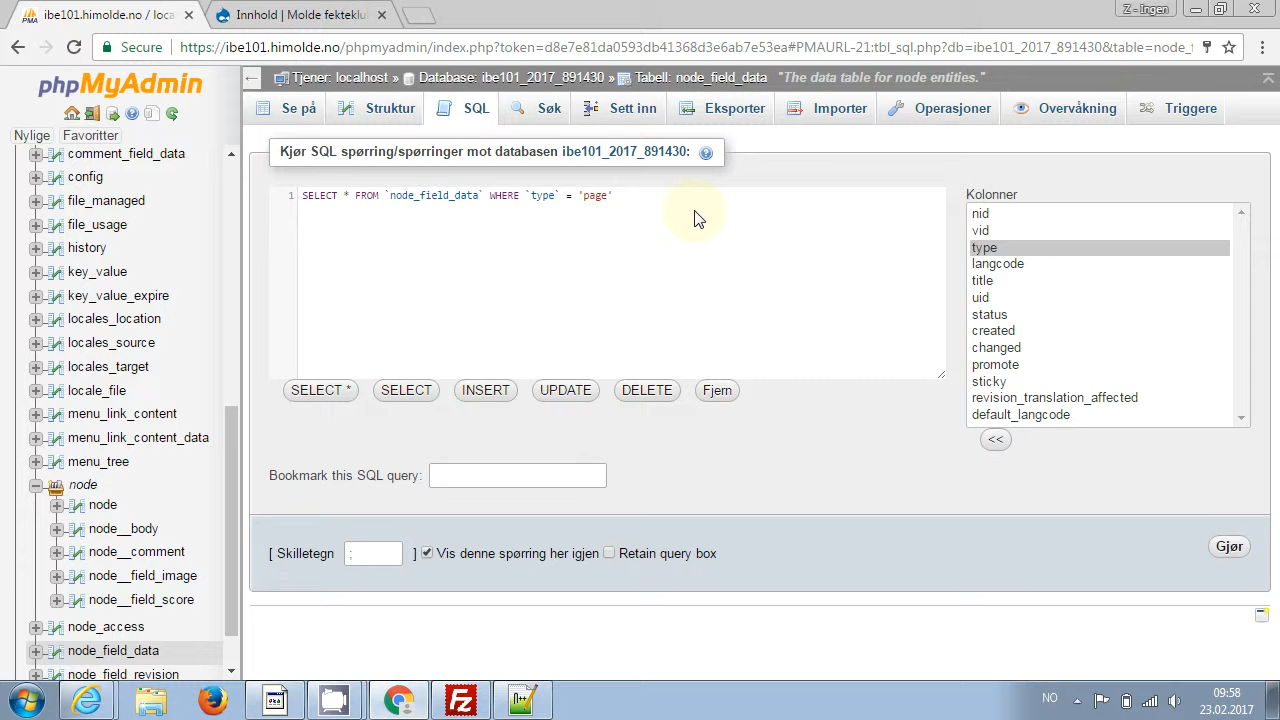 ibe101.himolde.no / loca
Innhold | Molde fekteklu
Z - Ingen
Secure
https://ibe101.himolde.no/phpmyadmin/index.php?token=d8e7e81da0593db41368d3e6ab7e53ca#PMAURL-21:tbl_sql.php?db=ibe101_2017_891430&table=node_f
phpMyAdmin
Nylige
Favoritter
comment_field_data
config
file_managed
file_usage
history
key_value
key_value_expire
locales_location
locales_source
locales_target
locale_file
menu_link_content
menu_link_content_data
menu_tree
node
node
node__body
node__comment
node__field_image
node__field_score
node_access
node_field_data
node_field_revision
Tjener: localhost » Database: ibe101_2017_891430 » Tabell: node_field_data "The data table for node entities."
Se på
Struktur
SQL
Søk
Sett inn
Eksporter
Importer
Operasjoner
Overvåkning
Triggere
Kjør SQL spørring/spørringer mot databasen ibe101_2017_891430:
1 SELECT * FROM `node_field_data` WHERE `type` = 'page'
Kolonner
nid
vid
type
langcode
title
uid
status
created
changed
promote
sticky
revision_translation_affected
default_langcode
<<
SELECT *
SELECT
INSERT
UPDATE
DELETE
Fjern
Bookmark this SQL query:
[ Skilletegn ; ] Vis denne spørring her igjen Retain query box
Gjør
NO
09:58
23.02.2017